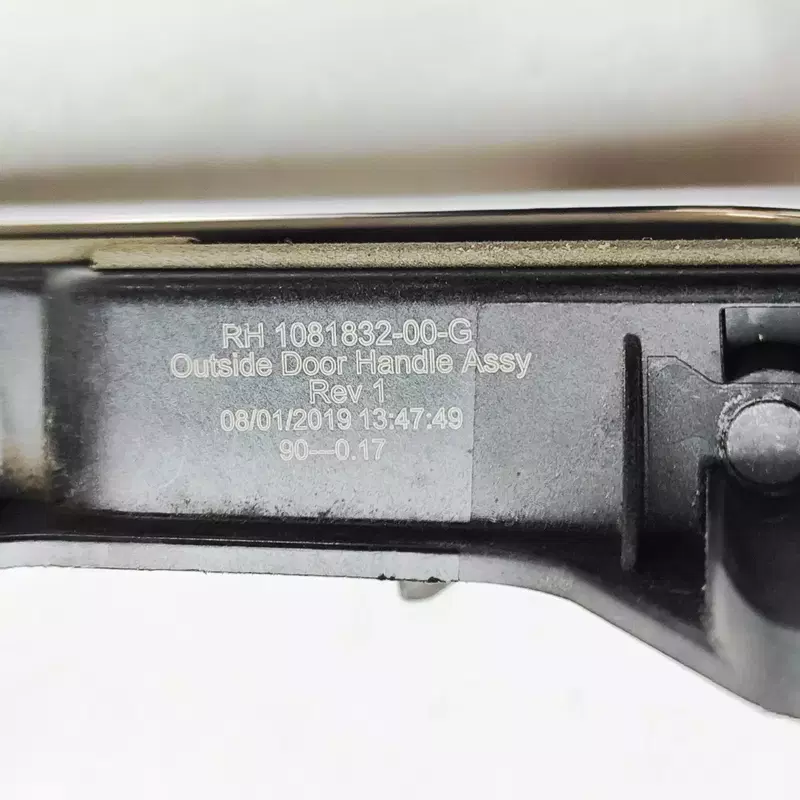 RH 1081832-00-G
Outside Door Handle Assy
Rev 1
08/01/2019 13:47:49
90—0.17